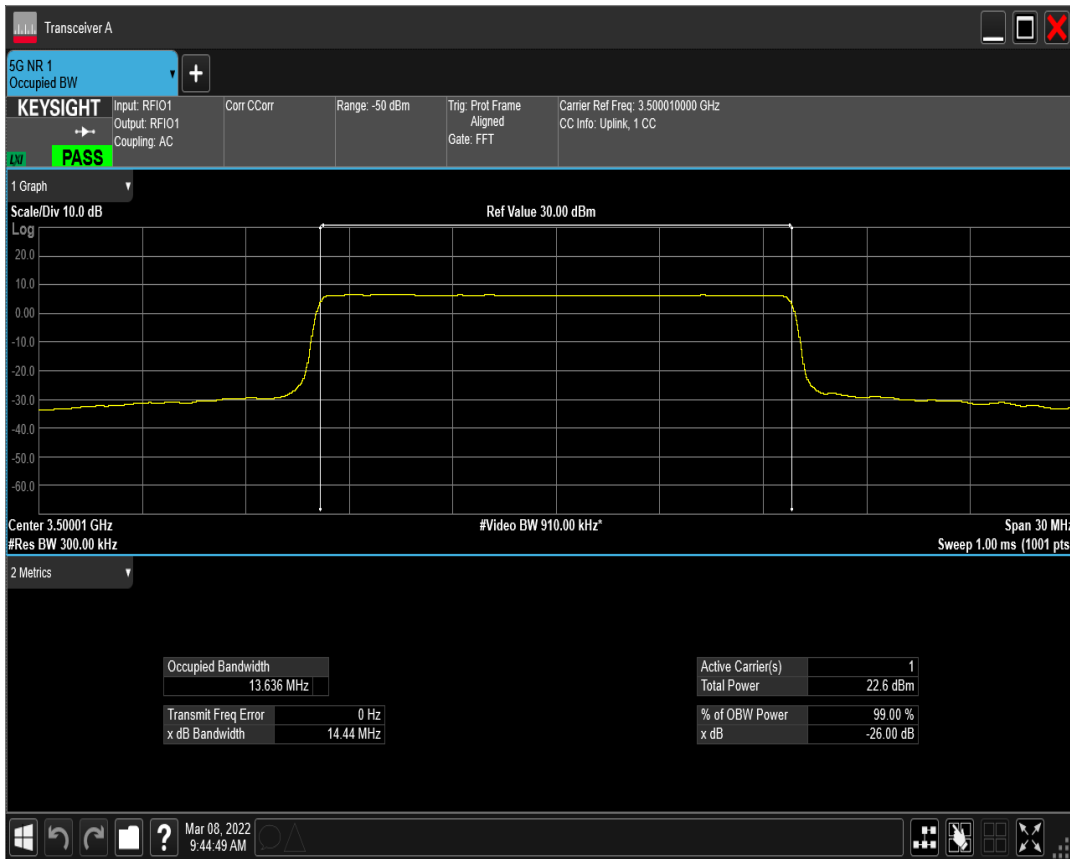 Transceiver A
5G NR 1
Occupied BW
KEYSIGHT
LXI
PASS
Input: RFIO1
Output: RFIO1
Coupling: AC
Corr CCorr
Range: -50 dBm
Trig: Prot Frame
Aligned
Gate: FFT
Carrier Ref Freq: 3.500010000 GHz
CC Info: Uplink, 1 CC
1 Graph
Scale/Div 10.0 dB
Ref Value 30.00 dBm
Log
20.0
10.0
0.00
-10.0
-20.0
-30.0
-40.0
-50.0
-60.0
Center 3.50001 GHz
#Video BW 910.00 kHz*
Span 30 MHz
#Res BW 300.00 kHz
Sweep 1.00 ms (1001 pts
2 Metrics
Occupied Bandwidth
13.636 MHz
Transmit Freq Error 0 Hz
x dB Bandwidth 14.44 MHz
Active Carrier(s) 1
Total Power 22.6 dBm
% of OBW Power 99.00 %
x dB -26.00 dB
?
Mar 08, 2022
9:44:49 AM